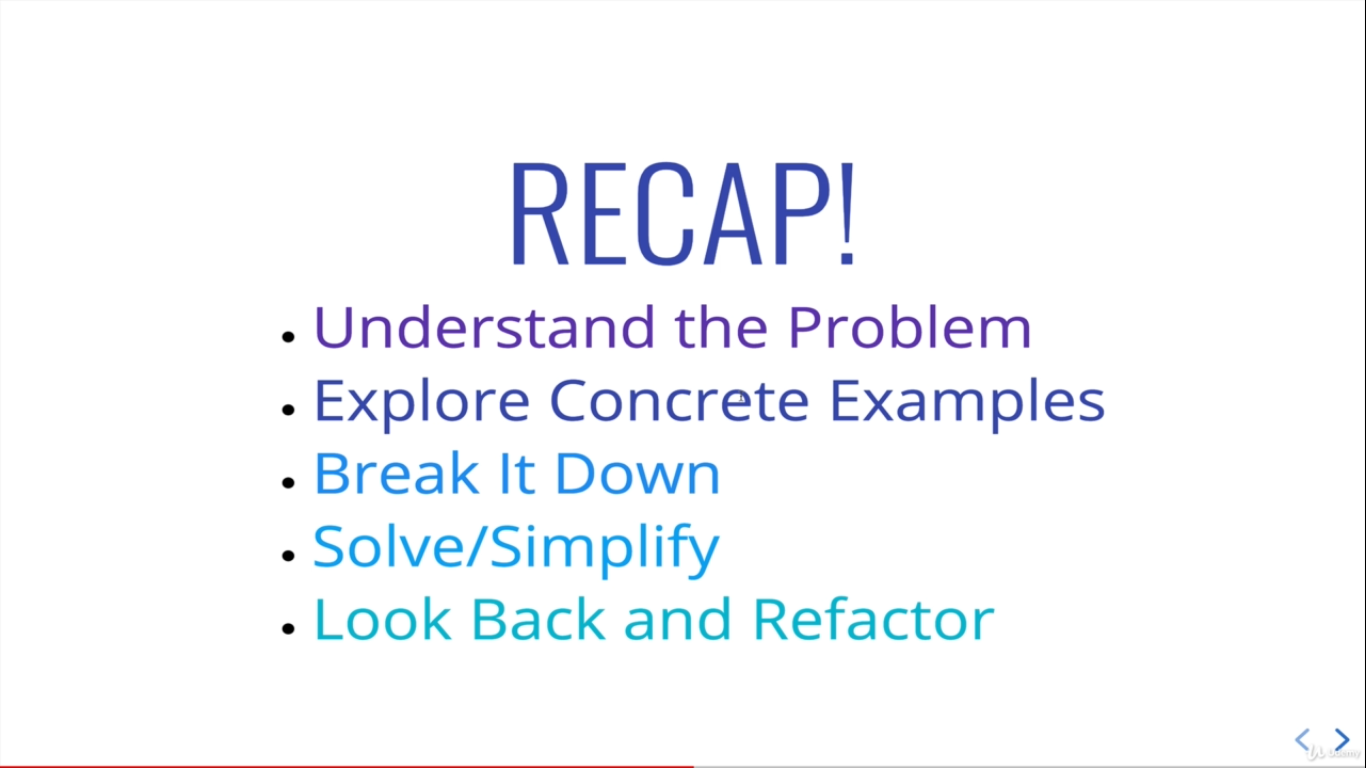 RECAP!
Understand the Problem
Explore Concrete Examples
Break It Down
Solve/Simplify
Look Back and Refactor
Udemy